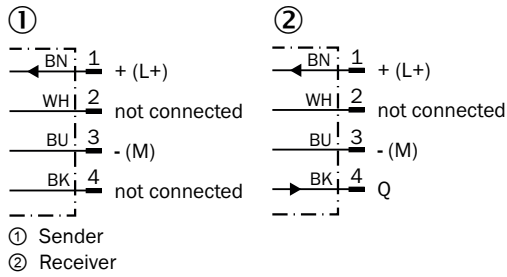 ① ②
BN 1 + (L+) BN 1 + (L+)
WH 2 not connected WH 2 not connected
BU 3 - (M) BU 3 - (M)
BK 4 not connected BK 4 Q
① Sender
② Receiver